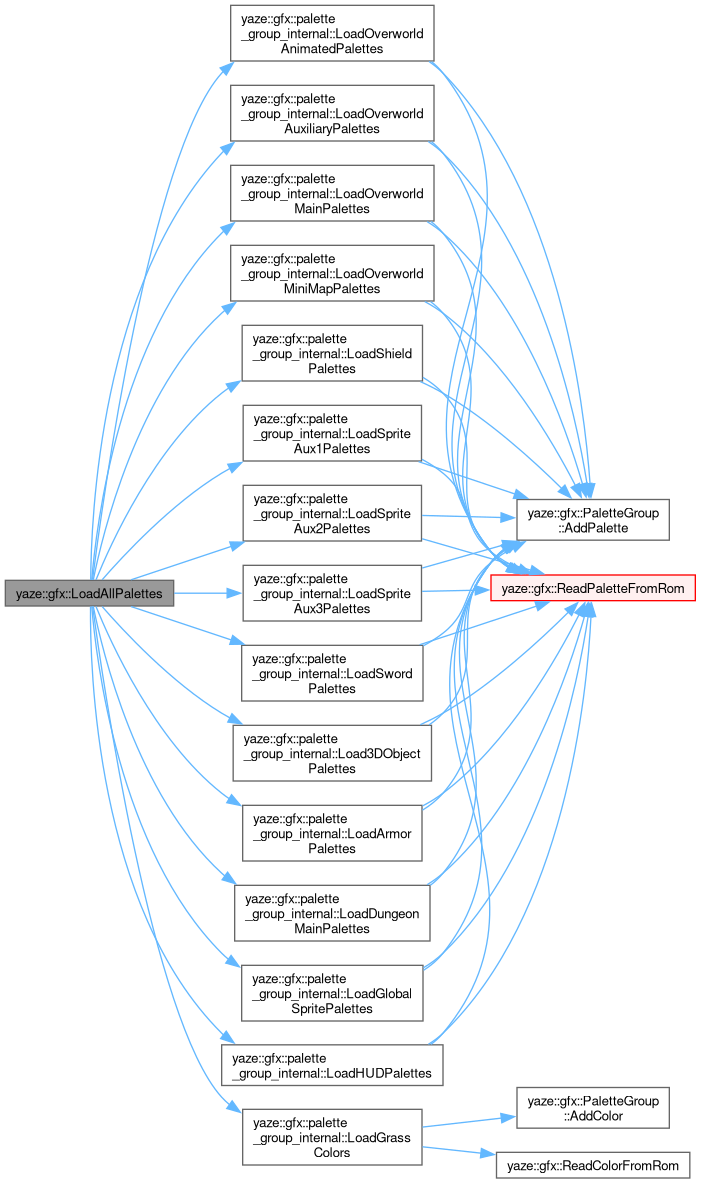 yaze::gfx::palette
_group_internal::LoadOverworld
AnimatedPalettes
yaze::gfx::palette
_group_internal::LoadOverworld
AuxiliaryPalettes
yaze::gfx::palette
_group_internal::LoadOverworld
MainPalettes
yaze::gfx::palette
_group_internal::LoadOverworld
MiniMapPalettes
yaze::gfx::palette
_group_internal::LoadShield
Palettes
yaze::gfx::palette
_group_internal::LoadSprite
Aux1Palettes
yaze::gfx::palette
_group_internal::LoadSprite
Aux2Palettes
yaze::gfx::PaletteGroup
::AddPalette
yaze::gfx::LoadAllPalettes
yaze::gfx::palette
_group_internal::LoadSprite
Aux3Palettes
yaze::gfx::ReadPaletteFromRom
yaze::gfx::palette
_group_internal::LoadSword
Palettes
yaze::gfx::palette
_group_internal::Load3DObject
Palettes
yaze::gfx::palette
_group_internal::LoadArmor
Palettes
yaze::gfx::palette
_group_internal::LoadDungeon
MainPalettes
yaze::gfx::palette
_group_internal::LoadGlobal
SpritePalettes
yaze::gfx::palette
_group_internal::LoadHUDPalettes
yaze::gfx::palette
_group_internal::LoadGrass
Colors
yaze::gfx::PaletteGroup
::AddColor
yaze::gfx::ReadColorFromRom